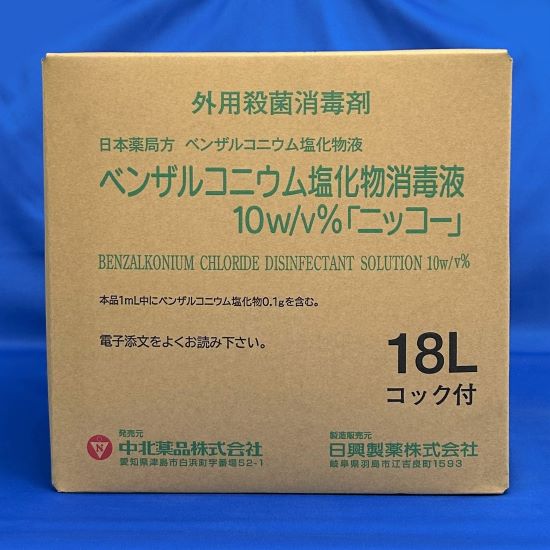 外用殺菌消毒剤
日本薬局方 ベンザルコニウム塩化物液
ベンザルコニウム塩化物消毒液
10w/v%「ニッコー」
BENZALKONIUM CHLORIDE DISINFECTANT SOLUTION 10w/v%
本品1mL中にベンザルコニウム塩化物0.1gを含む。
電子添文をよくお読み下さい。
18L
コック付
発売元
N 中北薬品株式会社
愛知県津島市白浜町字番場52-1
製造販売元
日興製薬株式会社
岐阜県羽島市江吉良町1593